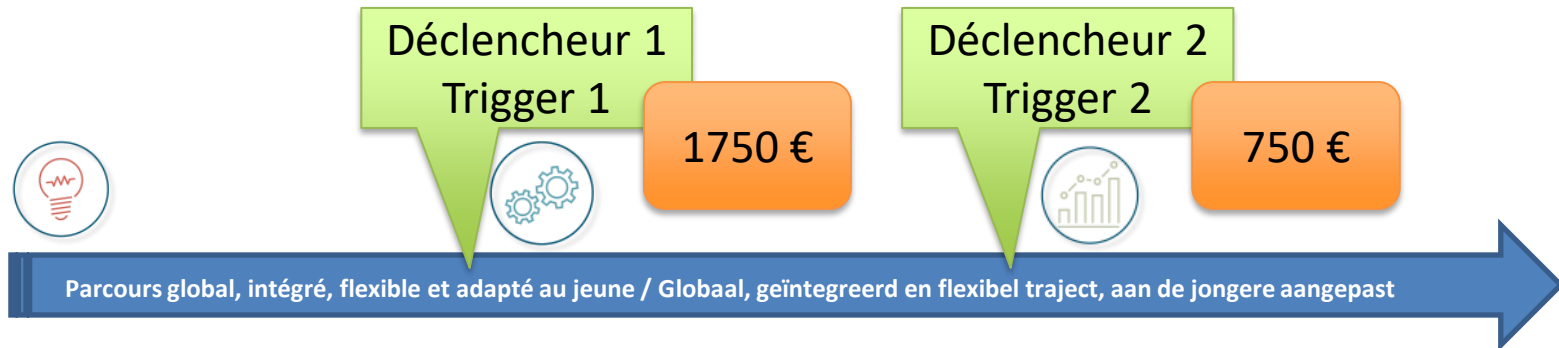 Déclencheur 1
Trigger 1
1750 €
Déclencheur 2
Trigger 2
750 €
Parcours global, intégré, flexible et adapté au jeune / Globaal, geïntegreerd en flexibel traject, aan de jongere aangepast